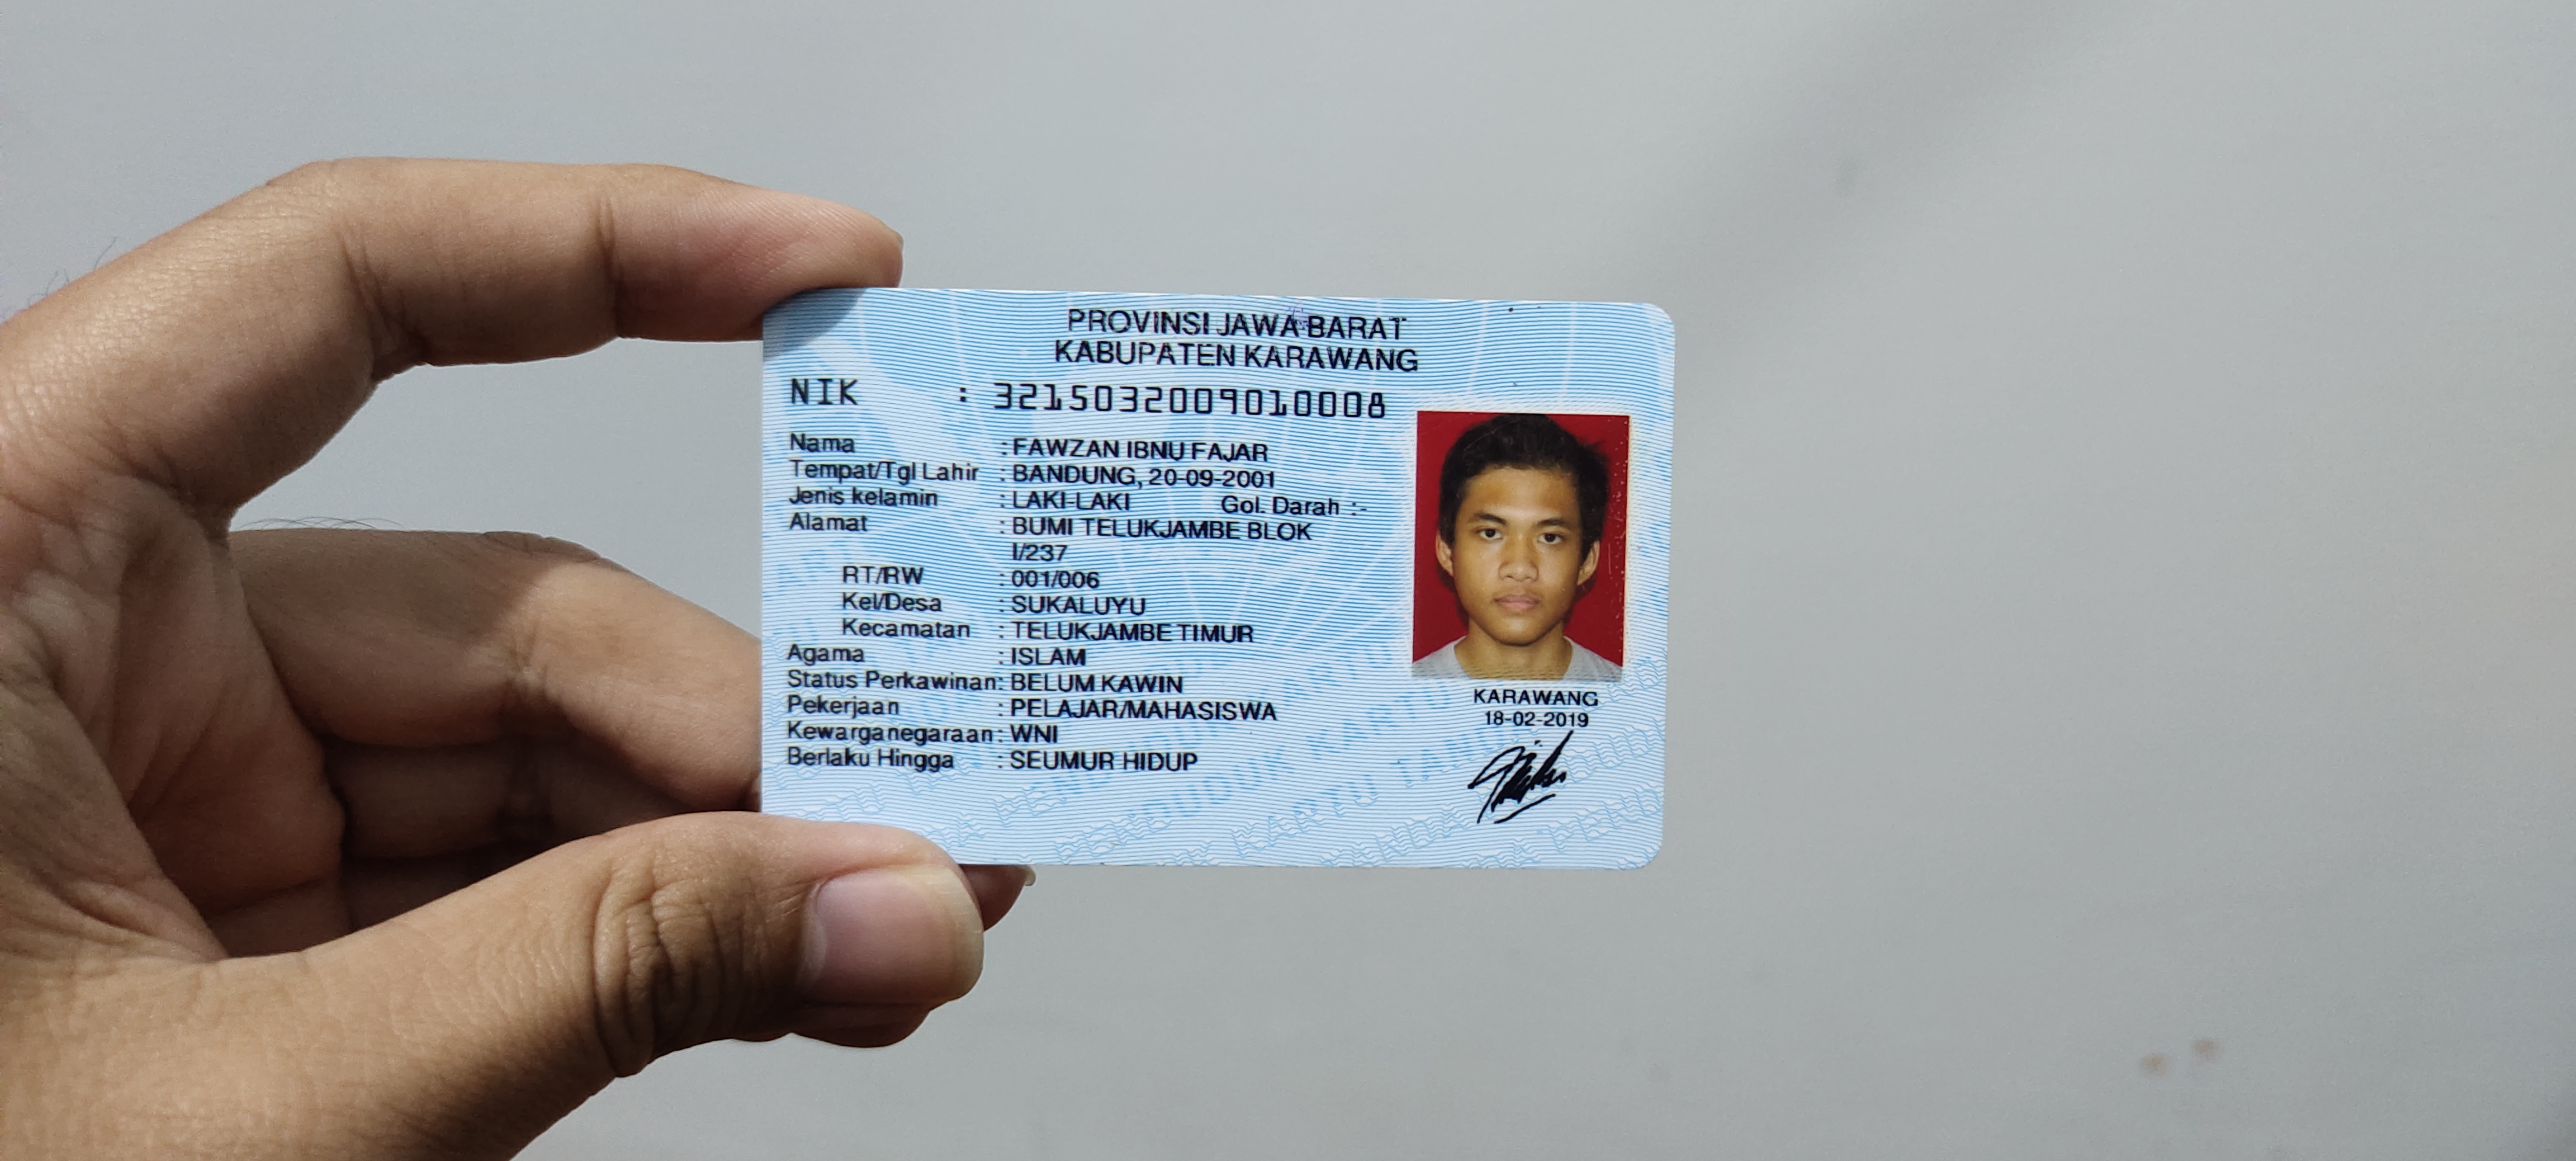 PROVINSI JAWA BARAT
KABUPATEN KARAWANG
NIK : 3215032009010008
Nama : FAWZAN IBNU FAJAR
Tempat/Tgl Lahir : BANDUNG, 20-09-2001
Jenis kelamin : LAKI-LAKI Gol. Darah :-
Alamat : BUMI TELUKJAMBE BLOK
I/237
RT/RW : 001/006
Kel/Desa : SUKALUYU
Kecamatan : TELUKJAMBE TIMUR
Agama : ISLAM
Status Perkawinan: BELUM KAWIN
Pekerjaan : PELAJAR/MAHASISWA
Kewarganegaraan: WNI
Berlaku Hingga : SEUMUR HIDUP
KARAWANG
18-02-2019